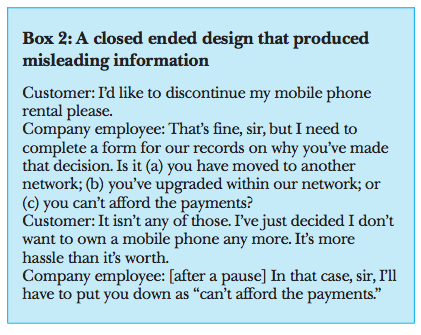 Box 2: A closed ended design that produced
misleading information
Customer: I’d like to discontinue my mobile phone
rental please.
Company employee: That’s fine, sir, but I need to
complete a form for our records on why you’ve made
that decision. Is it (a) you have moved to another
network; (b) you’ve upgraded within our network; or
(c) you can’t afford the payments?
Customer: It isn’t any of those. I’ve just decided I don’t
want to own a mobile phone any more. It’s more
hassle than it’s worth.
Company employee: [after a pause] In that case, sir, I’ll
have to put you down as “can’t afford the payments.”